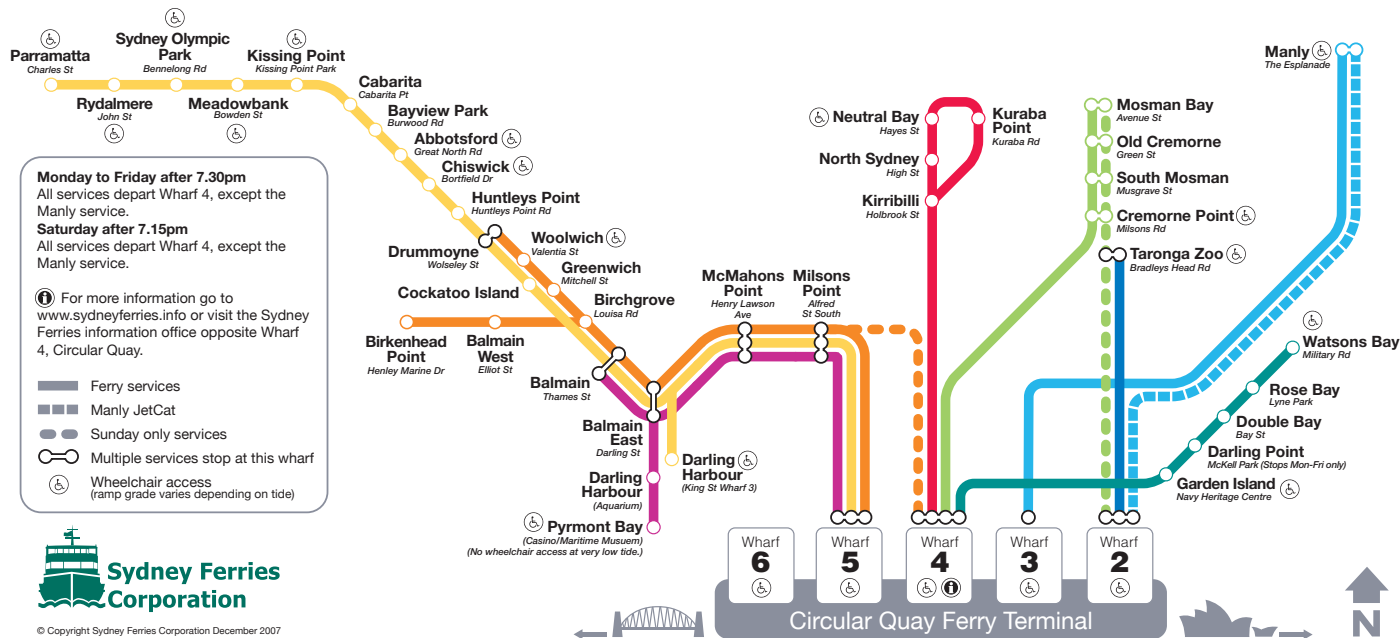 Parramatta
Charles St
Rydalmere
John St
Sydney Olympic
Park
Bennelong Rd
Meadowbank
Bowden St
Kissing Point
Kissing Point Park
Cabarita
Cabarita Pt
Bayview Park
Burwood Rd
Abbotsford
Great North Rd
Chiswick
Bortfield Dr
Huntleys Point
Huntleys Point Rd
Drummoyne
Wolseley St
Woolwich
Valentia St
Greenwich
Mitchell St
Cockatoo Island
Birchgrove
Louisa Rd
Birkenhead
Point
Henley Marine Dr
Balmain
West
Elliot St
Balmain
Thames St
Balmain
East
Darling St
Darling
Harbour
(King St Wharf 3)
Darling
Harbour
(Aquarium)
Pyrmont Bay
(Casino/Maritime Musuem)
(No wheelchair access at very low tide.)
McMahons
Point
Henry Lawson
Ave
Milsons
Point
Alfred
St South
Neutral Bay
Hayes St
Kuraba
Point
Kuraba Rd
North Sydney
High St
Kirribilli
Holbrook St
Mosman Bay
Avenue St
Old Cremorne
Green St
South Mosman
Musgrave St
Cremorne Point
Milsons Rd
Taronga Zoo
Bradleys Head Rd
Manly
The Esplanade
Watsons Bay
Military Rd
Rose Bay
Lyne Park
Double Bay
Bay St
Darling Point
McKell Park (Stops Mon-Fri only)
Garden Island
Navy Heritage Centre
Monday to Friday after 7.30pm
All services depart Wharf 4, except the
Manly service.
Saturday after 7.15pm
All services depart Wharf 4, except the
Manly service.
i For more information go to
www.sydneyferries.info or visit the Sydney
Ferries information office opposite Wharf
4, Circular Quay.
Ferry services
Manly JetCat
Sunday only services
Multiple services stop at this wharf
Wheelchair access
(ramp grade varies depending on tide)
Sydney Ferries
Corporation
© Copyright Sydney Ferries Corporation December 2007
Wharf
6
Wharf
5
Wharf
4
i
Wharf
3
Wharf
2
Circular Quay Ferry Terminal
N